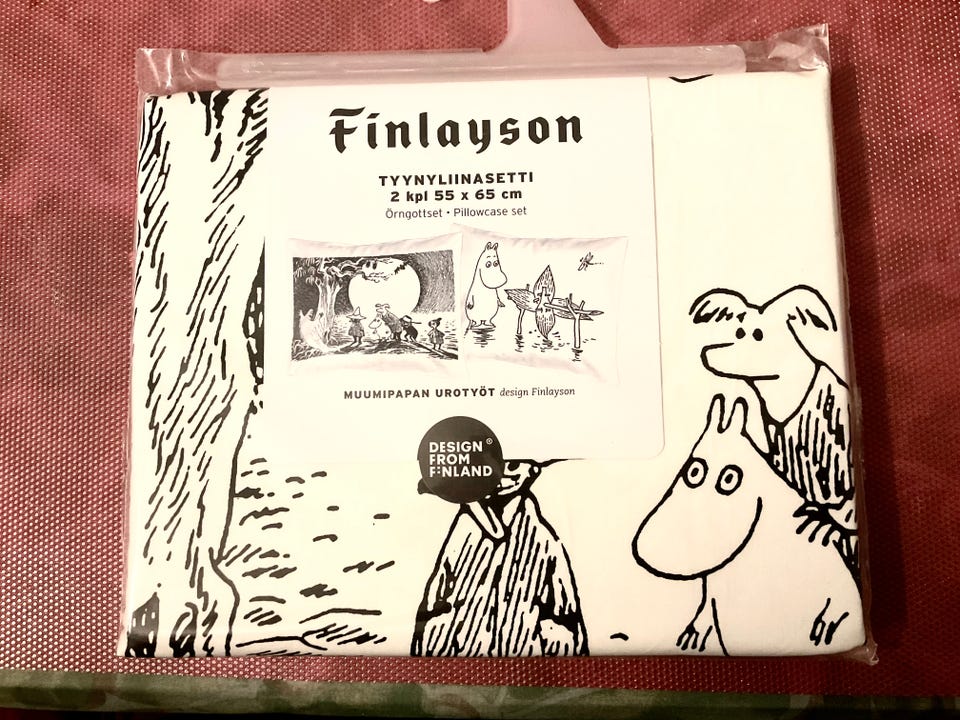 Finlayson
TYYNYLIINASETTI
2 kpl 55 x 65 cm
Örngottset • Pillowcase set
MUUMIPAPAN UROTYÖT design Finlayson
DESIGN ®
FROM
FINLAND